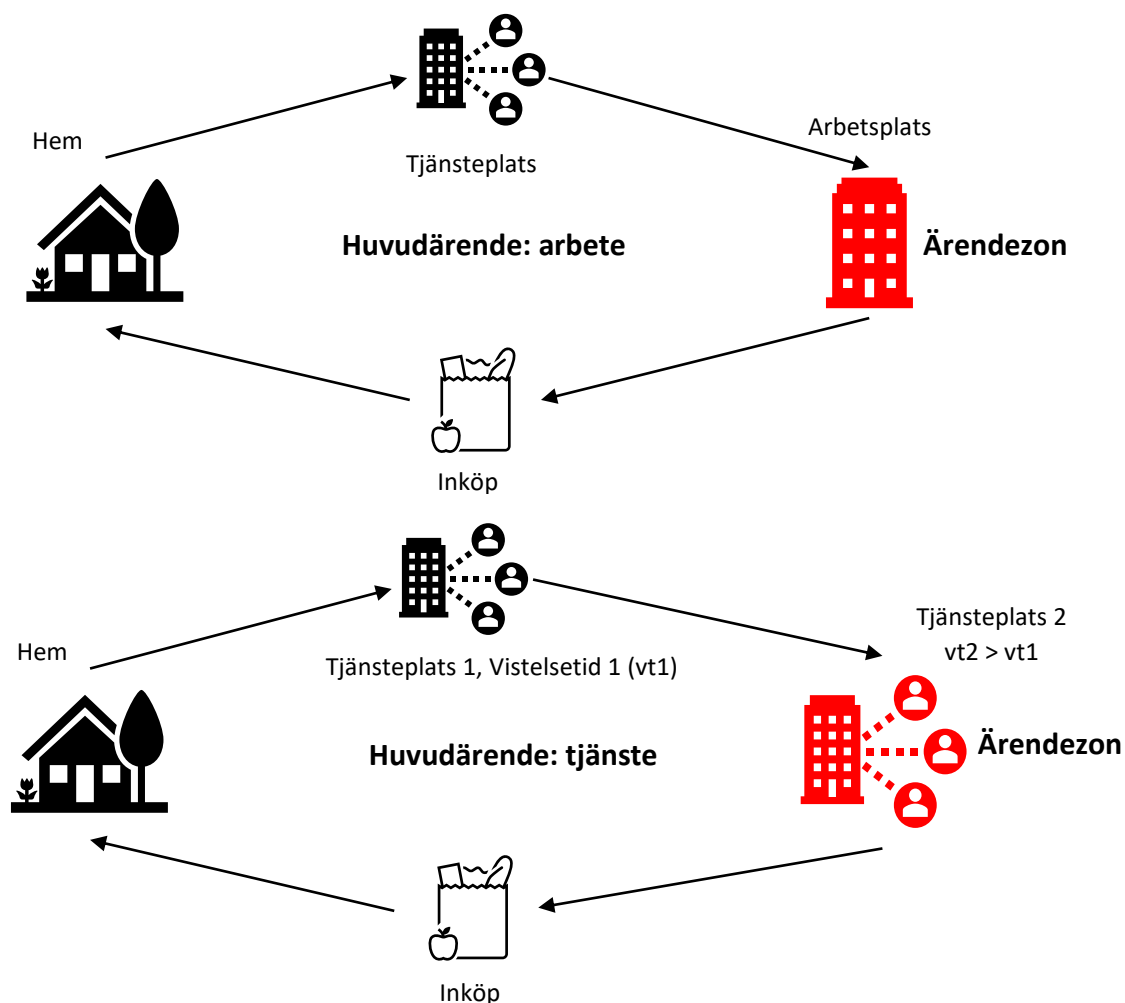 Hem
Tjänsteplats
Arbetsplats
Huvudärende: arbete
Ärendezon
Inköp
Hem
Tjänsteplats 1, Vistelsetid 1 (vt1)
Tjänsteplats 2
vt2 > vt1
Huvudärende: tjänste
Ärendezon
Inköp